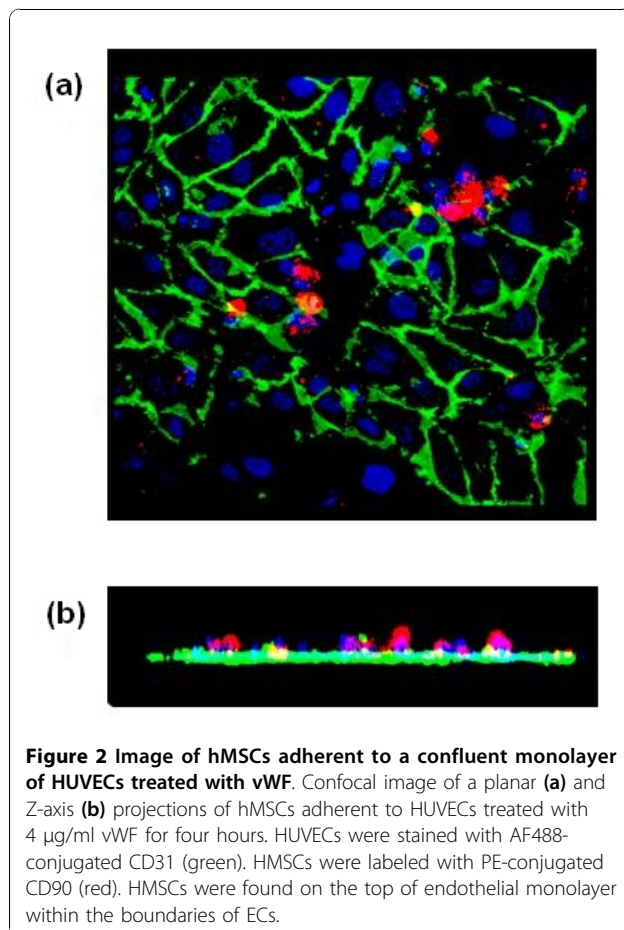 (a)
(b)
Figure 2 Image of hMSCs adherent to a confluent monolayer
of HUVECs treated with vWF. Confocal image of a planar (a) and
Z-axis (b) projections of hMSCs adherent to HUVECs treated with
4 μg/ml vWF for four hours. HUVECs were stained with AF488-
conjugated CD31 (green). HMSCs were labeled with PE-conjugated
CD90 (red). HMSCs were found on the top of endothelial monolayer
within the boundaries of ECs.